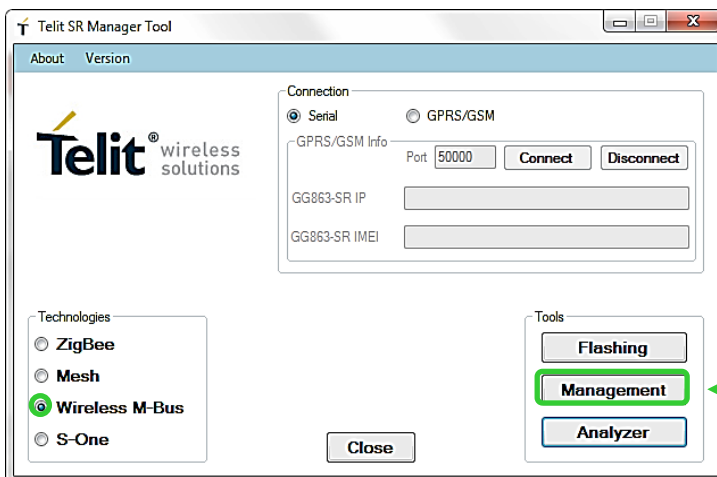 Telit SR Manager Tool
About Version
Connection
Serial GPRS/GSM
GPRS/GSM Info
Port 50000 Connect Disconnect
GG863-SR IP
GG863-SR IMEI
Telit® wireless
solutions
Technologies
ZigBee
Mesh
Wireless M-Bus
S-One
Close
Tools
Flashing
Management
Analyzer